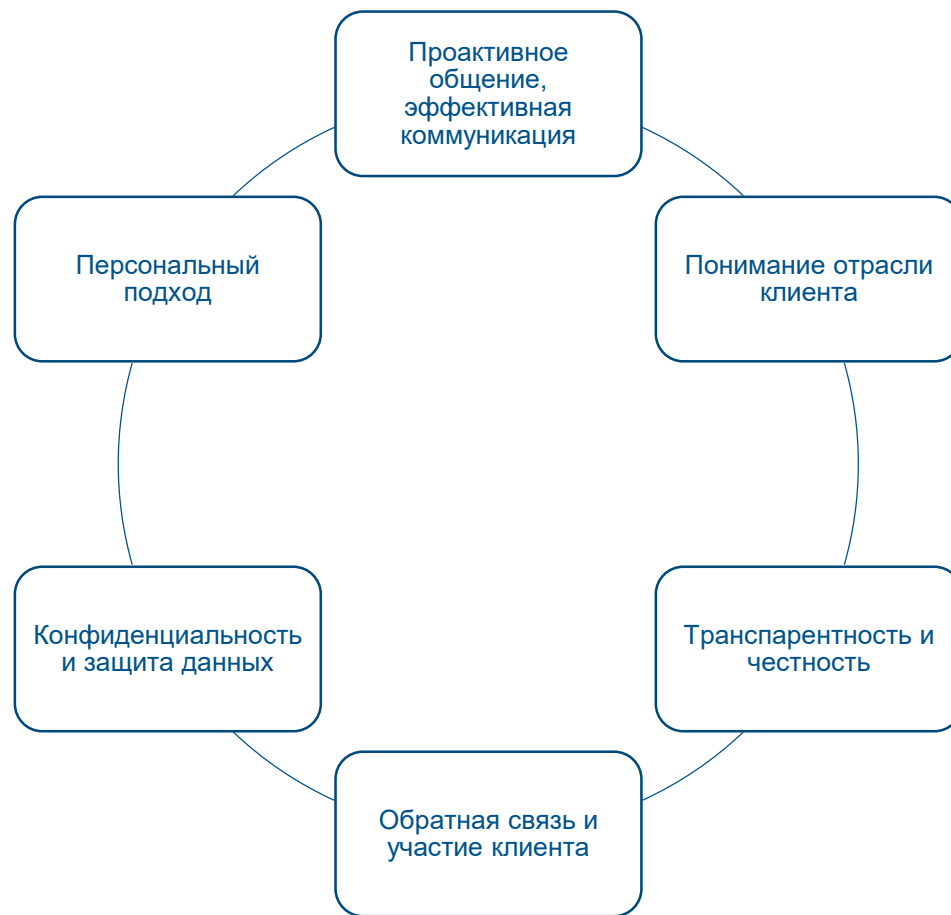 Проактивное
общение,
эффективная
коммуникация
Персональный
подход
Понимание отрасли
клиента
Конфиденциальность
и защита данных
Транспарентность и
честность
Обратная связь и
участие клиента